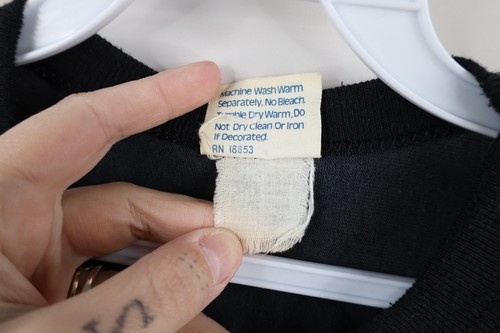 Machine Wash Warm
Separately, No Bleach.
Tumble Dry Warm, DO
Not Dry Clean Or Iron
If Decorated.
RN 18853